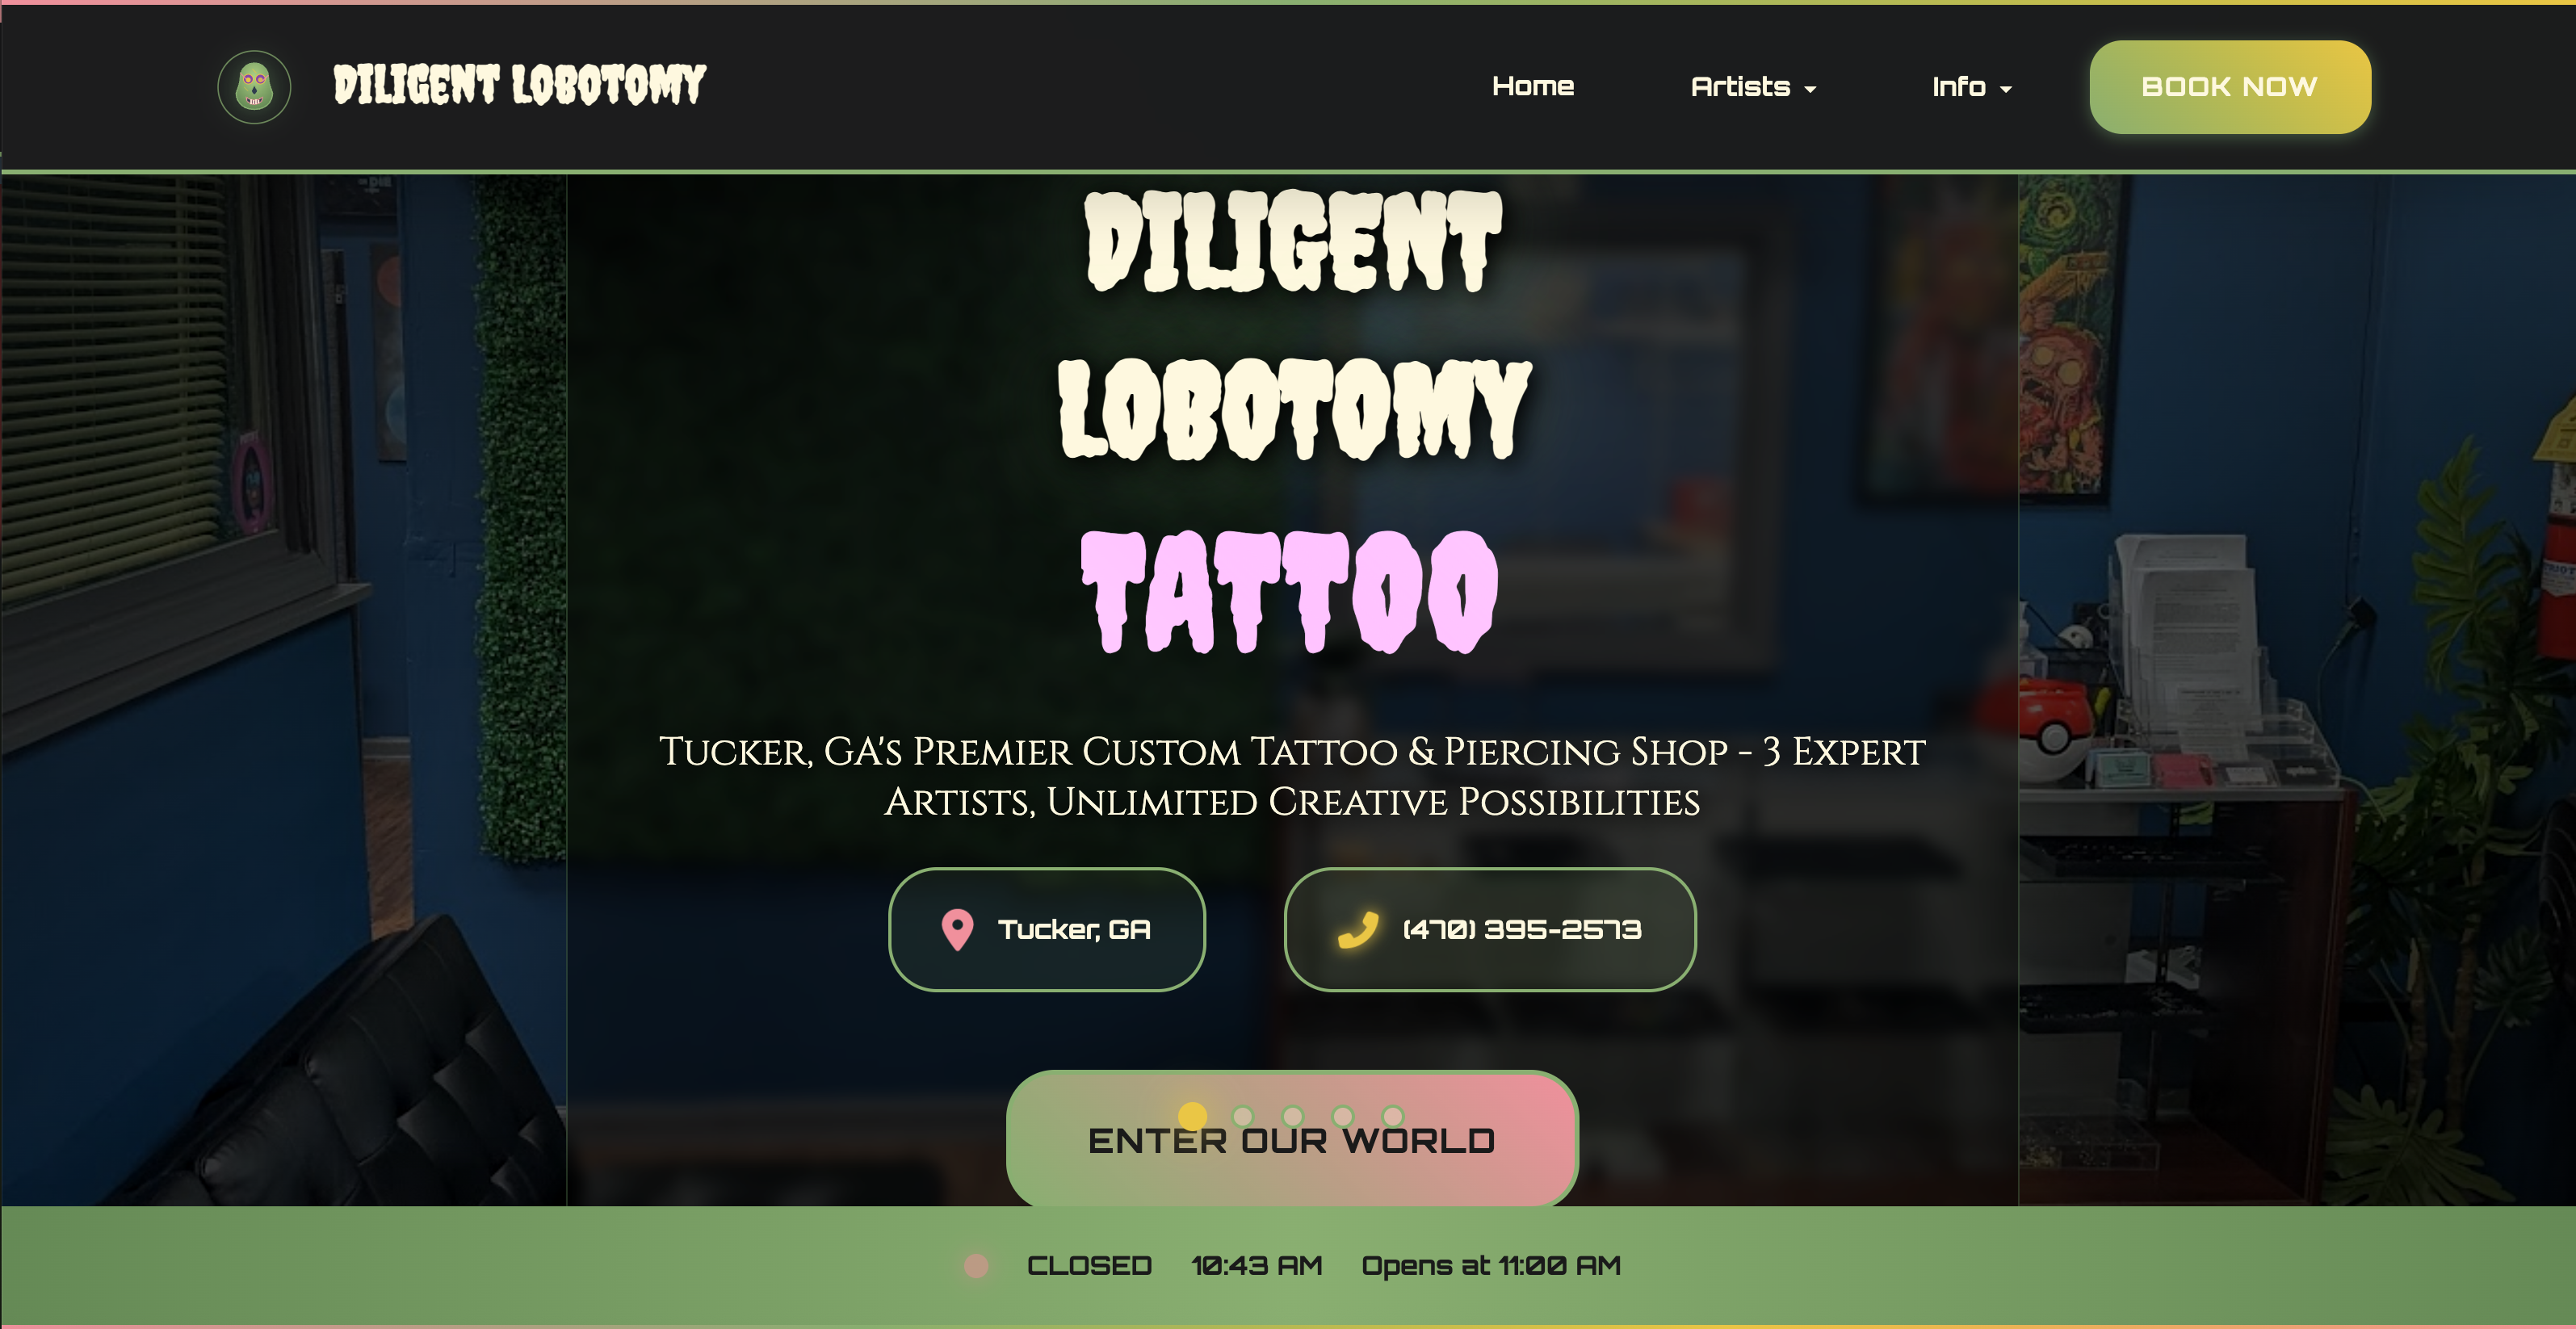 DILIGENT LOBOTOMY
Home
Artists
Info
BOOK NOW
DILIGENT
LOBOTOMY
TATTOO
Tucker, GA's Premier Custom Tattoo & Piercing Shop - 3 Expert
Artists, Unlimited Creative Possibilities
Tucker, GA
(470) 395-2573
ENTER OUR WORLD
CLOSED 10:43 AM Opens at 11:00 AM